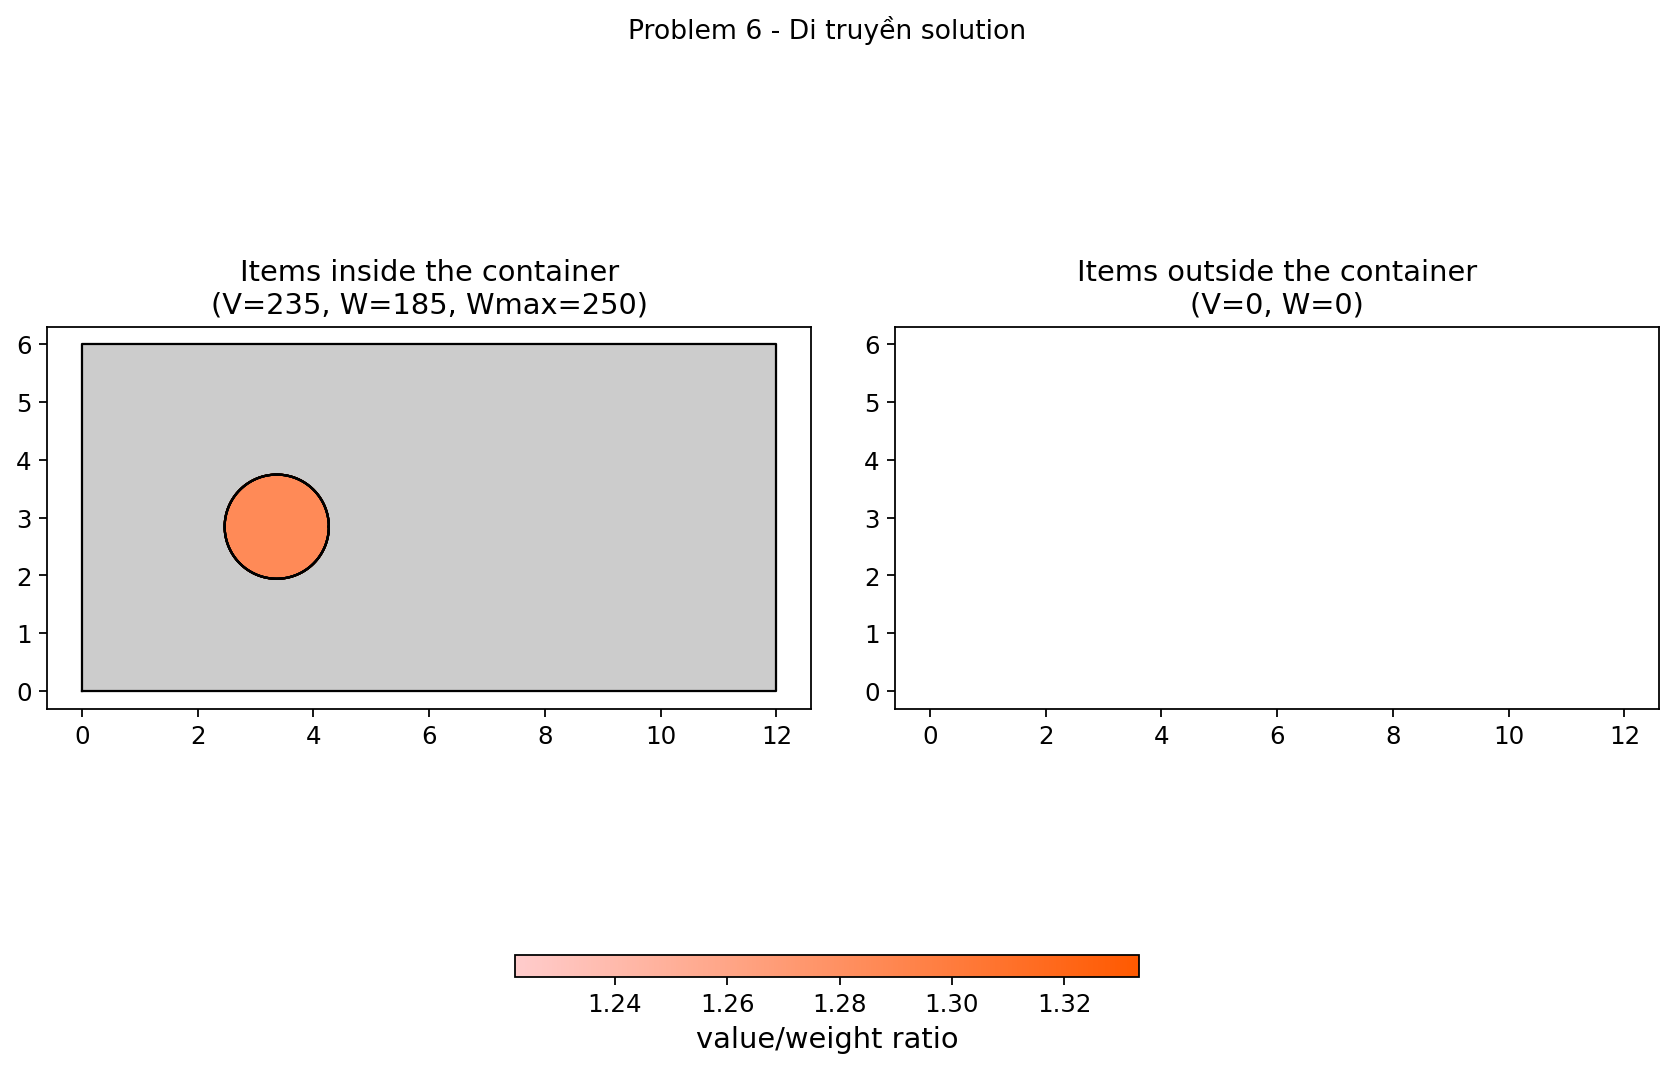 Problem 6 - Di truyền solution
Items inside the container
(V=235, W=185, Wmax=250)
Items outside the container
(V=0, W=0)
6
5
4
3
2
1
0
0 2 4 6 8 10 12
6
5
4
3
2
1
0
0 2 4 6 8 10 12
1.24 1.26 1.28 1.30 1.32
value/weight ratio